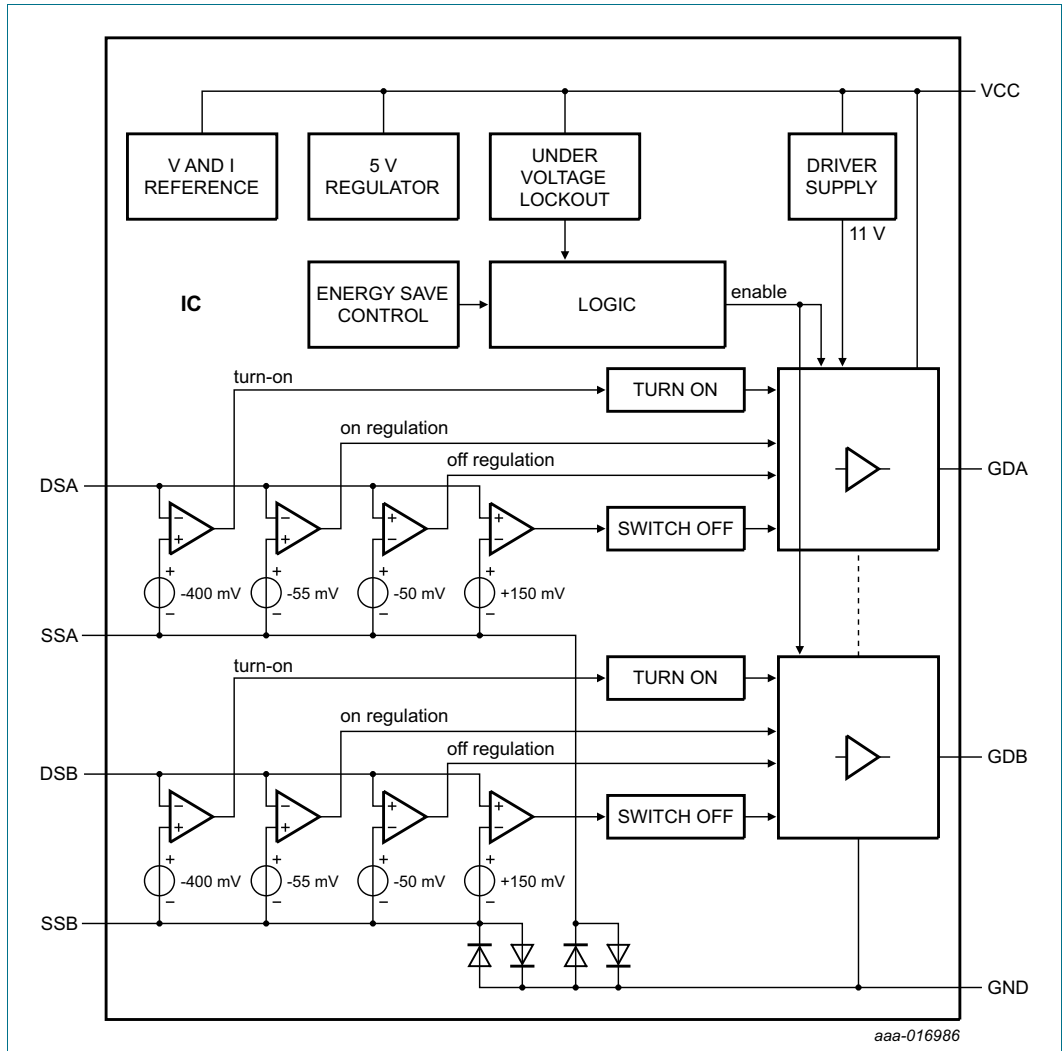 VCC
V AND I
REFERENCE
5 V
REGULATOR
UNDER
VOLTAGE
LOCKOUT
DRIVER
SUPPLY
11 V
IC
ENERGY SAVE
CONTROL
LOGIC
enable
turn-on
TURN ON
on regulation
off regulation
GDA
DSA
−
+
−
+
+
−
+
−
SWITCH OFF
+
-400 mV
−
+
-55 mV
−
+
-50 mV
−
+
+150 mV
−
SSA
turn-on
TURN ON
on regulation
off regulation
GDB
DSB
−
+
−
+
+
−
+
−
SWITCH OFF
+
-400 mV
−
+
-55 mV
−
+
-50 mV
−
+
+150 mV
−
SSB
GND
aaa-016986